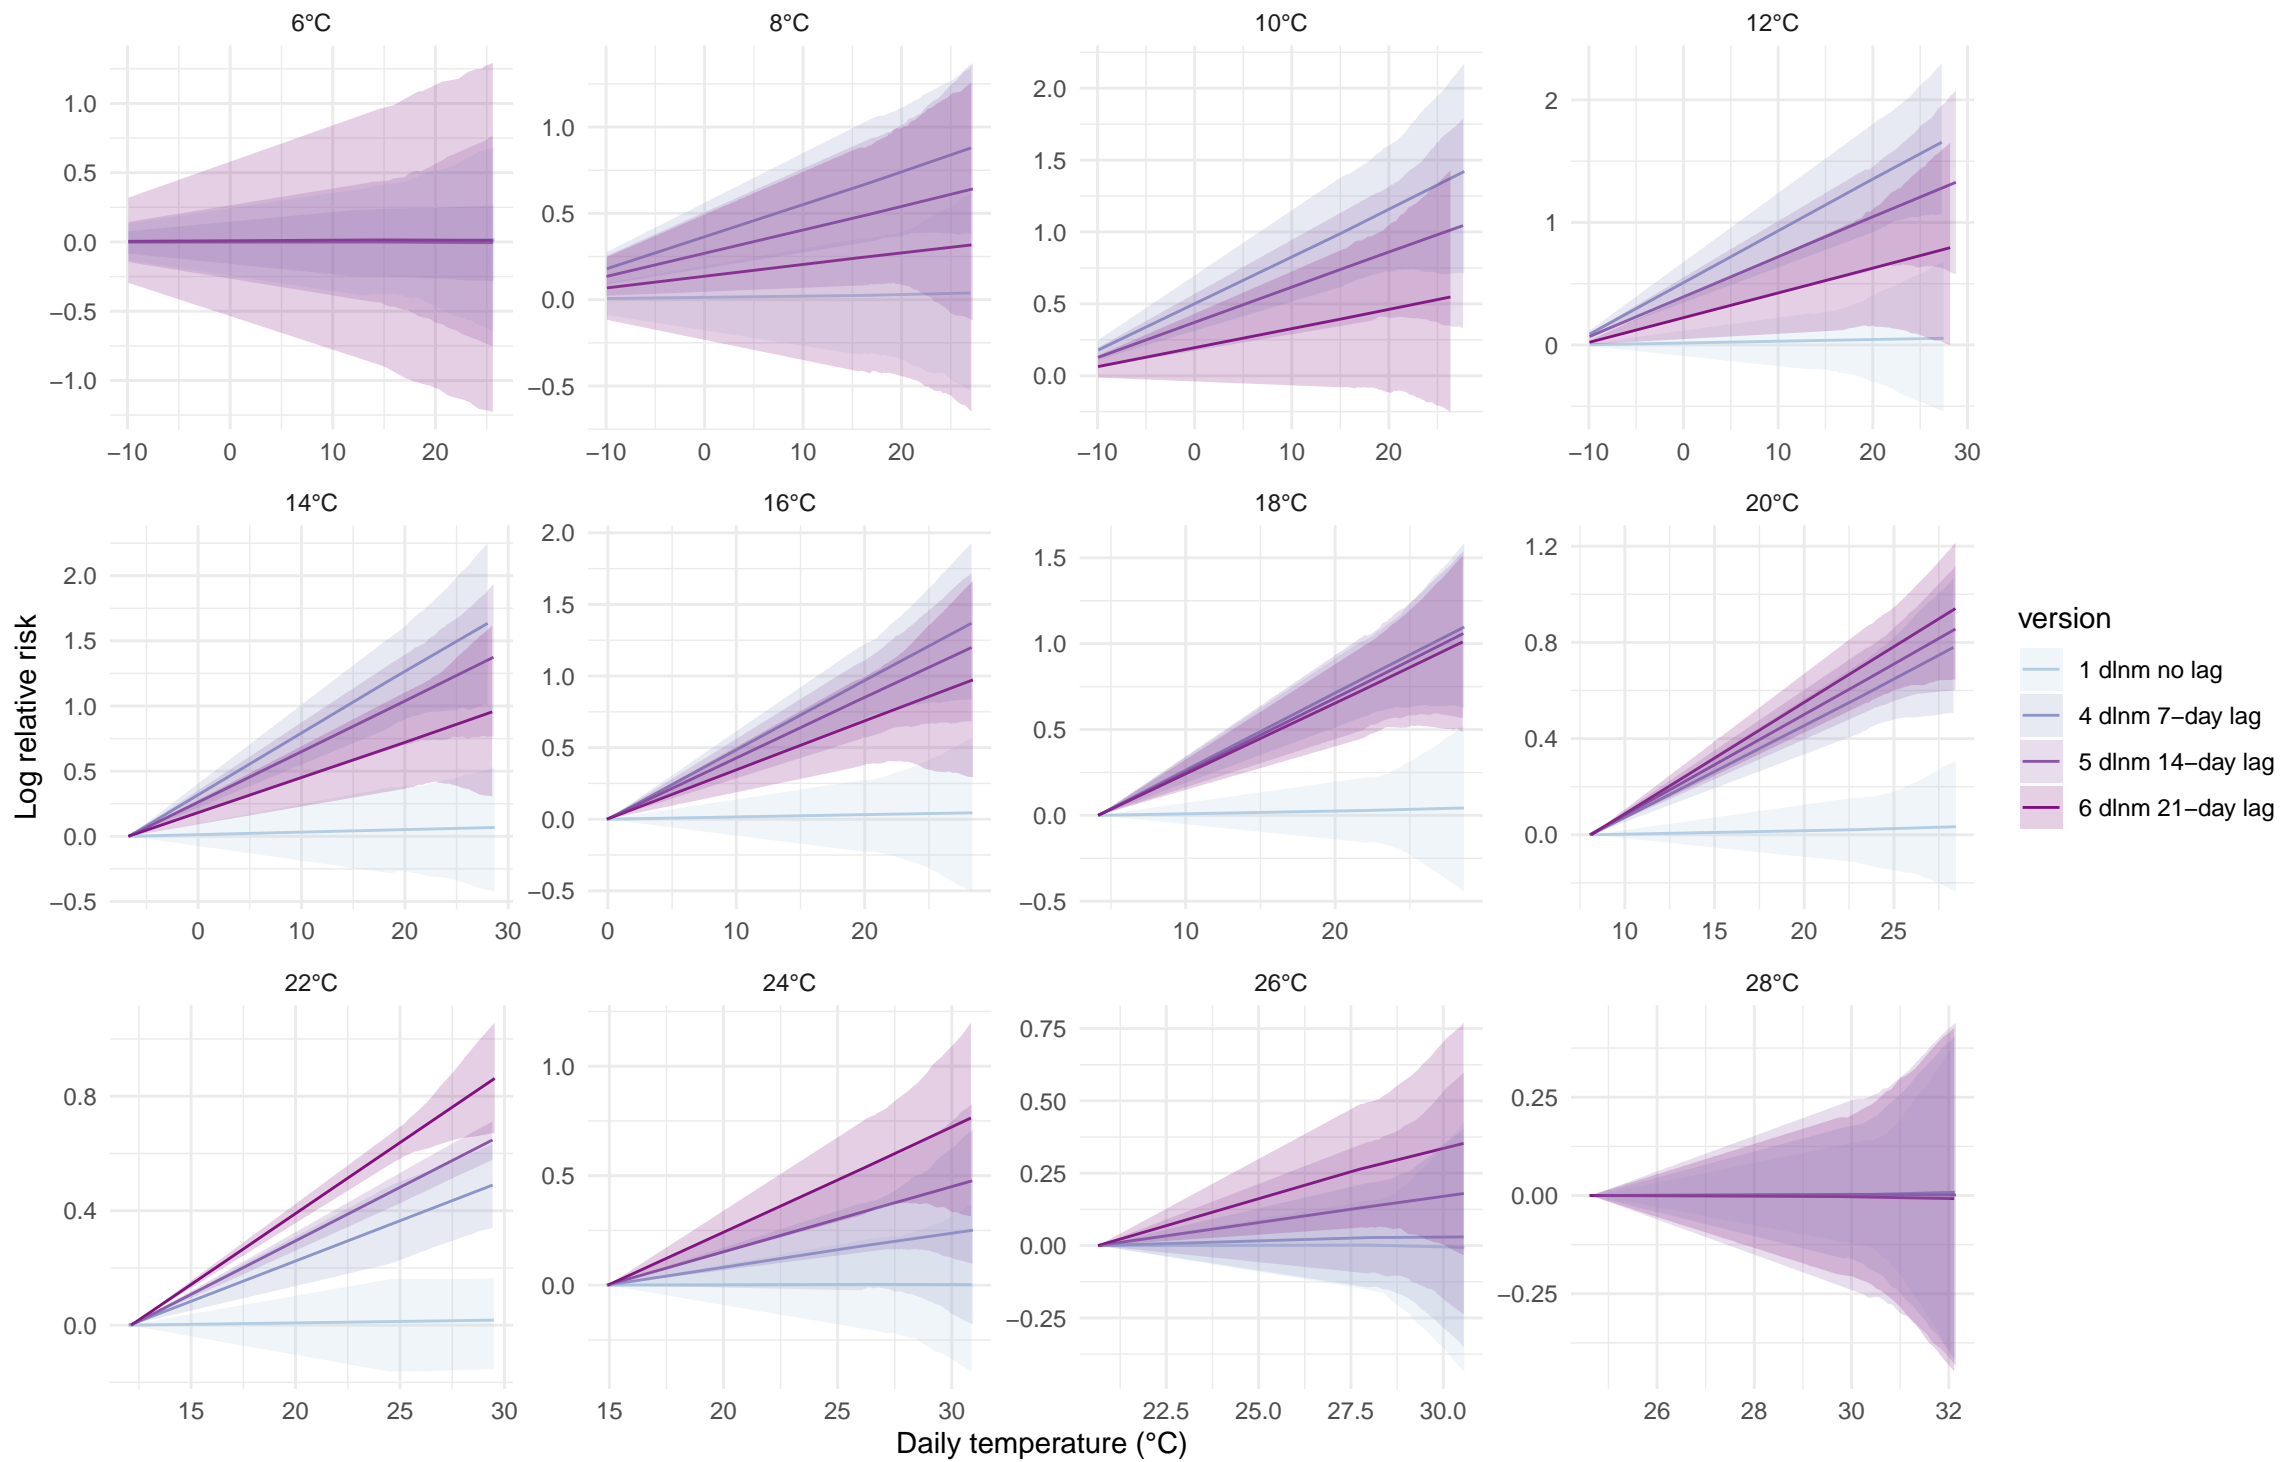 6°C 8°C 10°C 12°C
1.0 0.5 0.0 −0.5 −1.0
−10 0 10 20
1.0 0.5 0.0 −0.5
−10 0 10 20
2.0 1.5 1.0 0.5 0.0
−10 0 10 20
2 1 0
−10 0 10 20 30
14°C 16°C 18°C 20°C
2.0 1.5 1.0 0.5 0.0 −0.5
0 10 20 30
2.0 1.5 1.0 0.5 0.0 −0.5
0 10 20
1.5 1.0 0.5 0.0 −0.5
10 20
1.2 0.8 0.4 0.0
10 15 20 25
22°C 24°C 26°C 28°C
0.8 0.4 0.0
15 20 25 30
1.0 0.5 0.0
15 20 25 30
0.75 0.50 0.25 0.00 −0.25
22.5 25.0 27.5 30.0
0.25 0.00 −0.25
26 28 30 32
Log relative risk
Daily temperature (°C)
version
1 dlnm no lag
4 dlnm 7−day lag
5 dlnm 14−day lag
6 dlnm 21−day lag